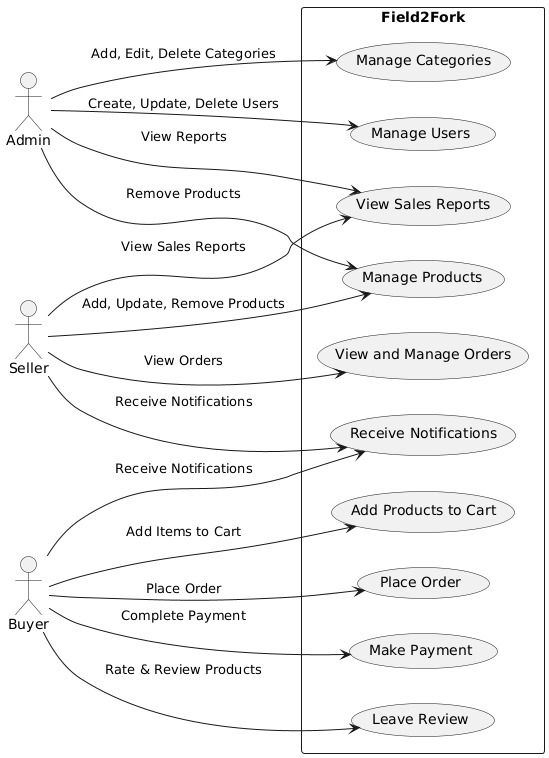 Field2Fork
Add, Edit, Delete Categories
Manage Categories
Create, Update, Delete Users
Manage Users
Admin
View Reports
Remove Products
View Sales Reports
View Sales Reports
Manage Products
Add, Update, Remove Products
Seller
View and Manage Orders
View Orders
Receive Notifications
Receive Notifications
Receive Notifications
Add Products to Cart
Add Items to Cart
Buyer
Place Order
Place Order
Complete Payment
Make Payment
Rate & Review Products
Leave Review